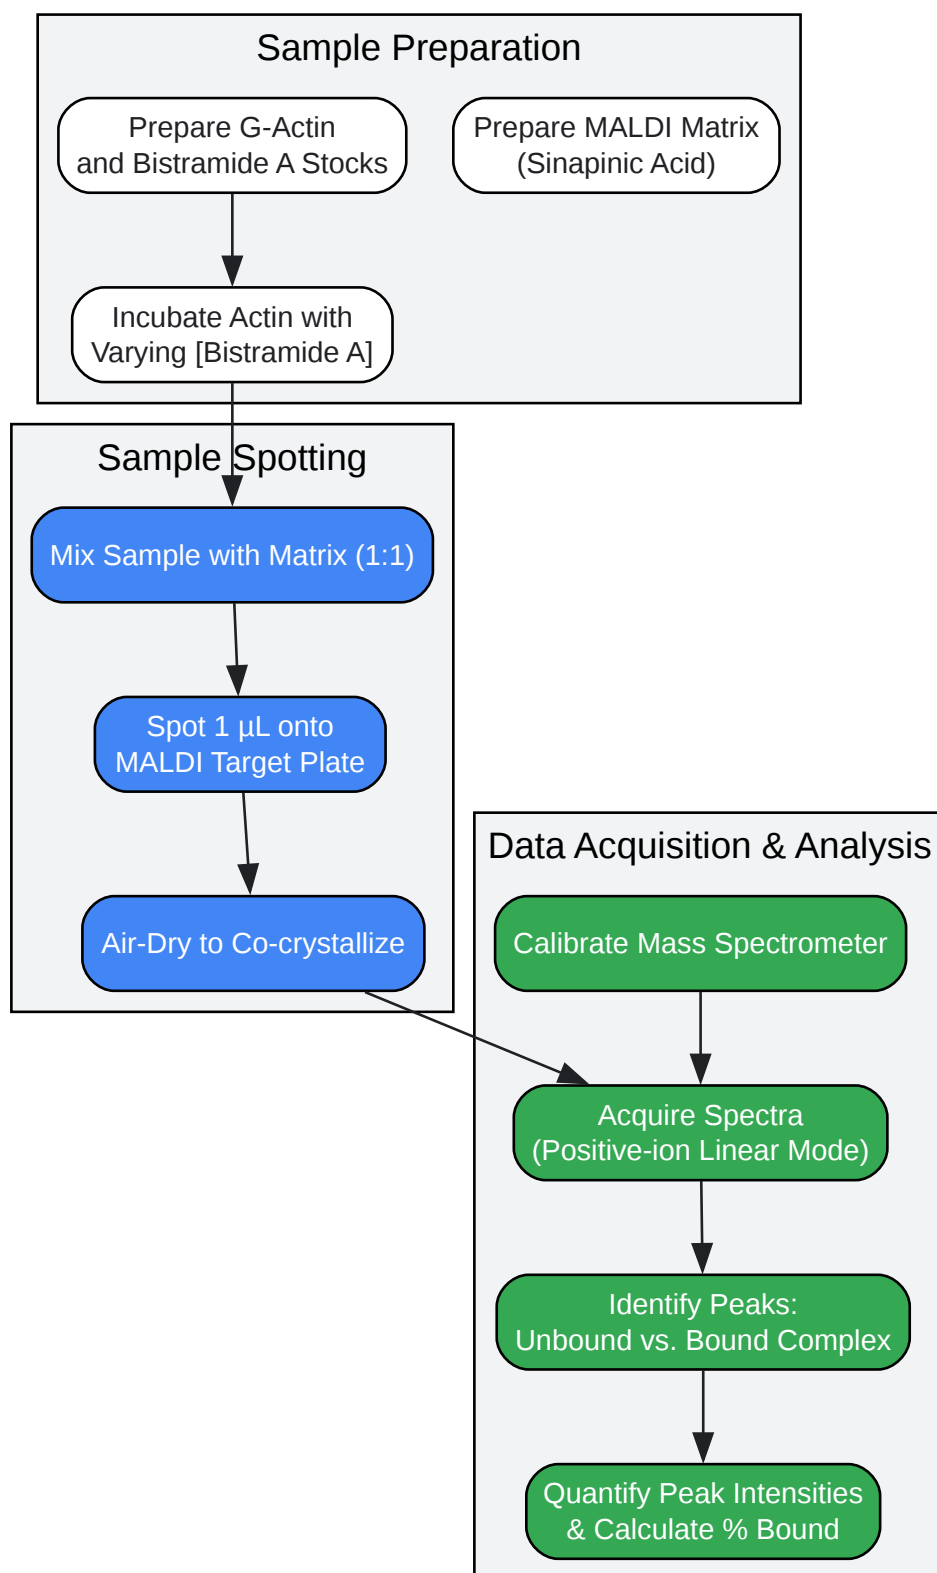 Sample Preparation
Prepare G-Actin
and Bistramide A Stocks
Prepare MALDI Matrix
(Sinapinic Acid)
Incubate Actin with
Varying [Bistramide A]
Sample Spotting
Mix Sample with Matrix (1:1)
Spot 1 µL onto
MALDI Target Plate
Air-Dry to Co-crystallize
Data Acquisition & Analysis
Calibrate Mass Spectrometer
Acquire Spectra
(Positive-ion Linear Mode)
Identify Peaks:
Unbound vs. Bound Complex
Quantify Peak Intensities
& Calculate % Bound